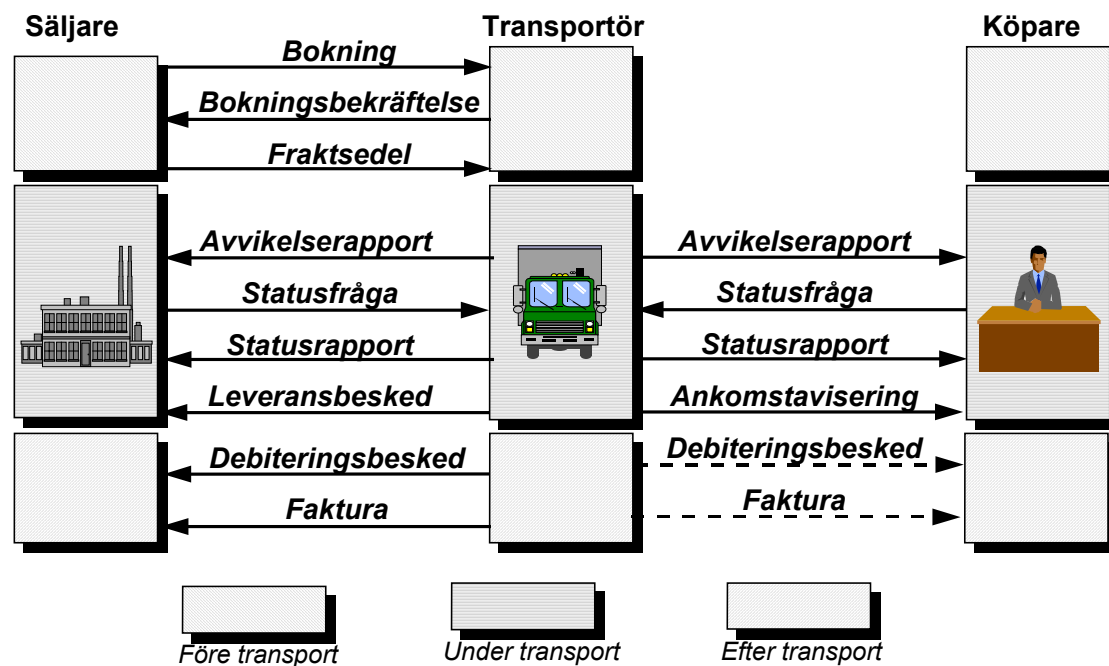 Säljare
Transportör
Köpare
Bokning
Bokningsbekräftelse
Fraktsedel
Avvikelserapport
Avvikelserapport
Statusfråga
Statusfråga
Statusrapport
Statusrapport
Leveransbesked
Ankomstavisering
Debiteringsbesked
Debiteringsbesked
Faktura
Faktura
Före transport
Under transport
Efter transport